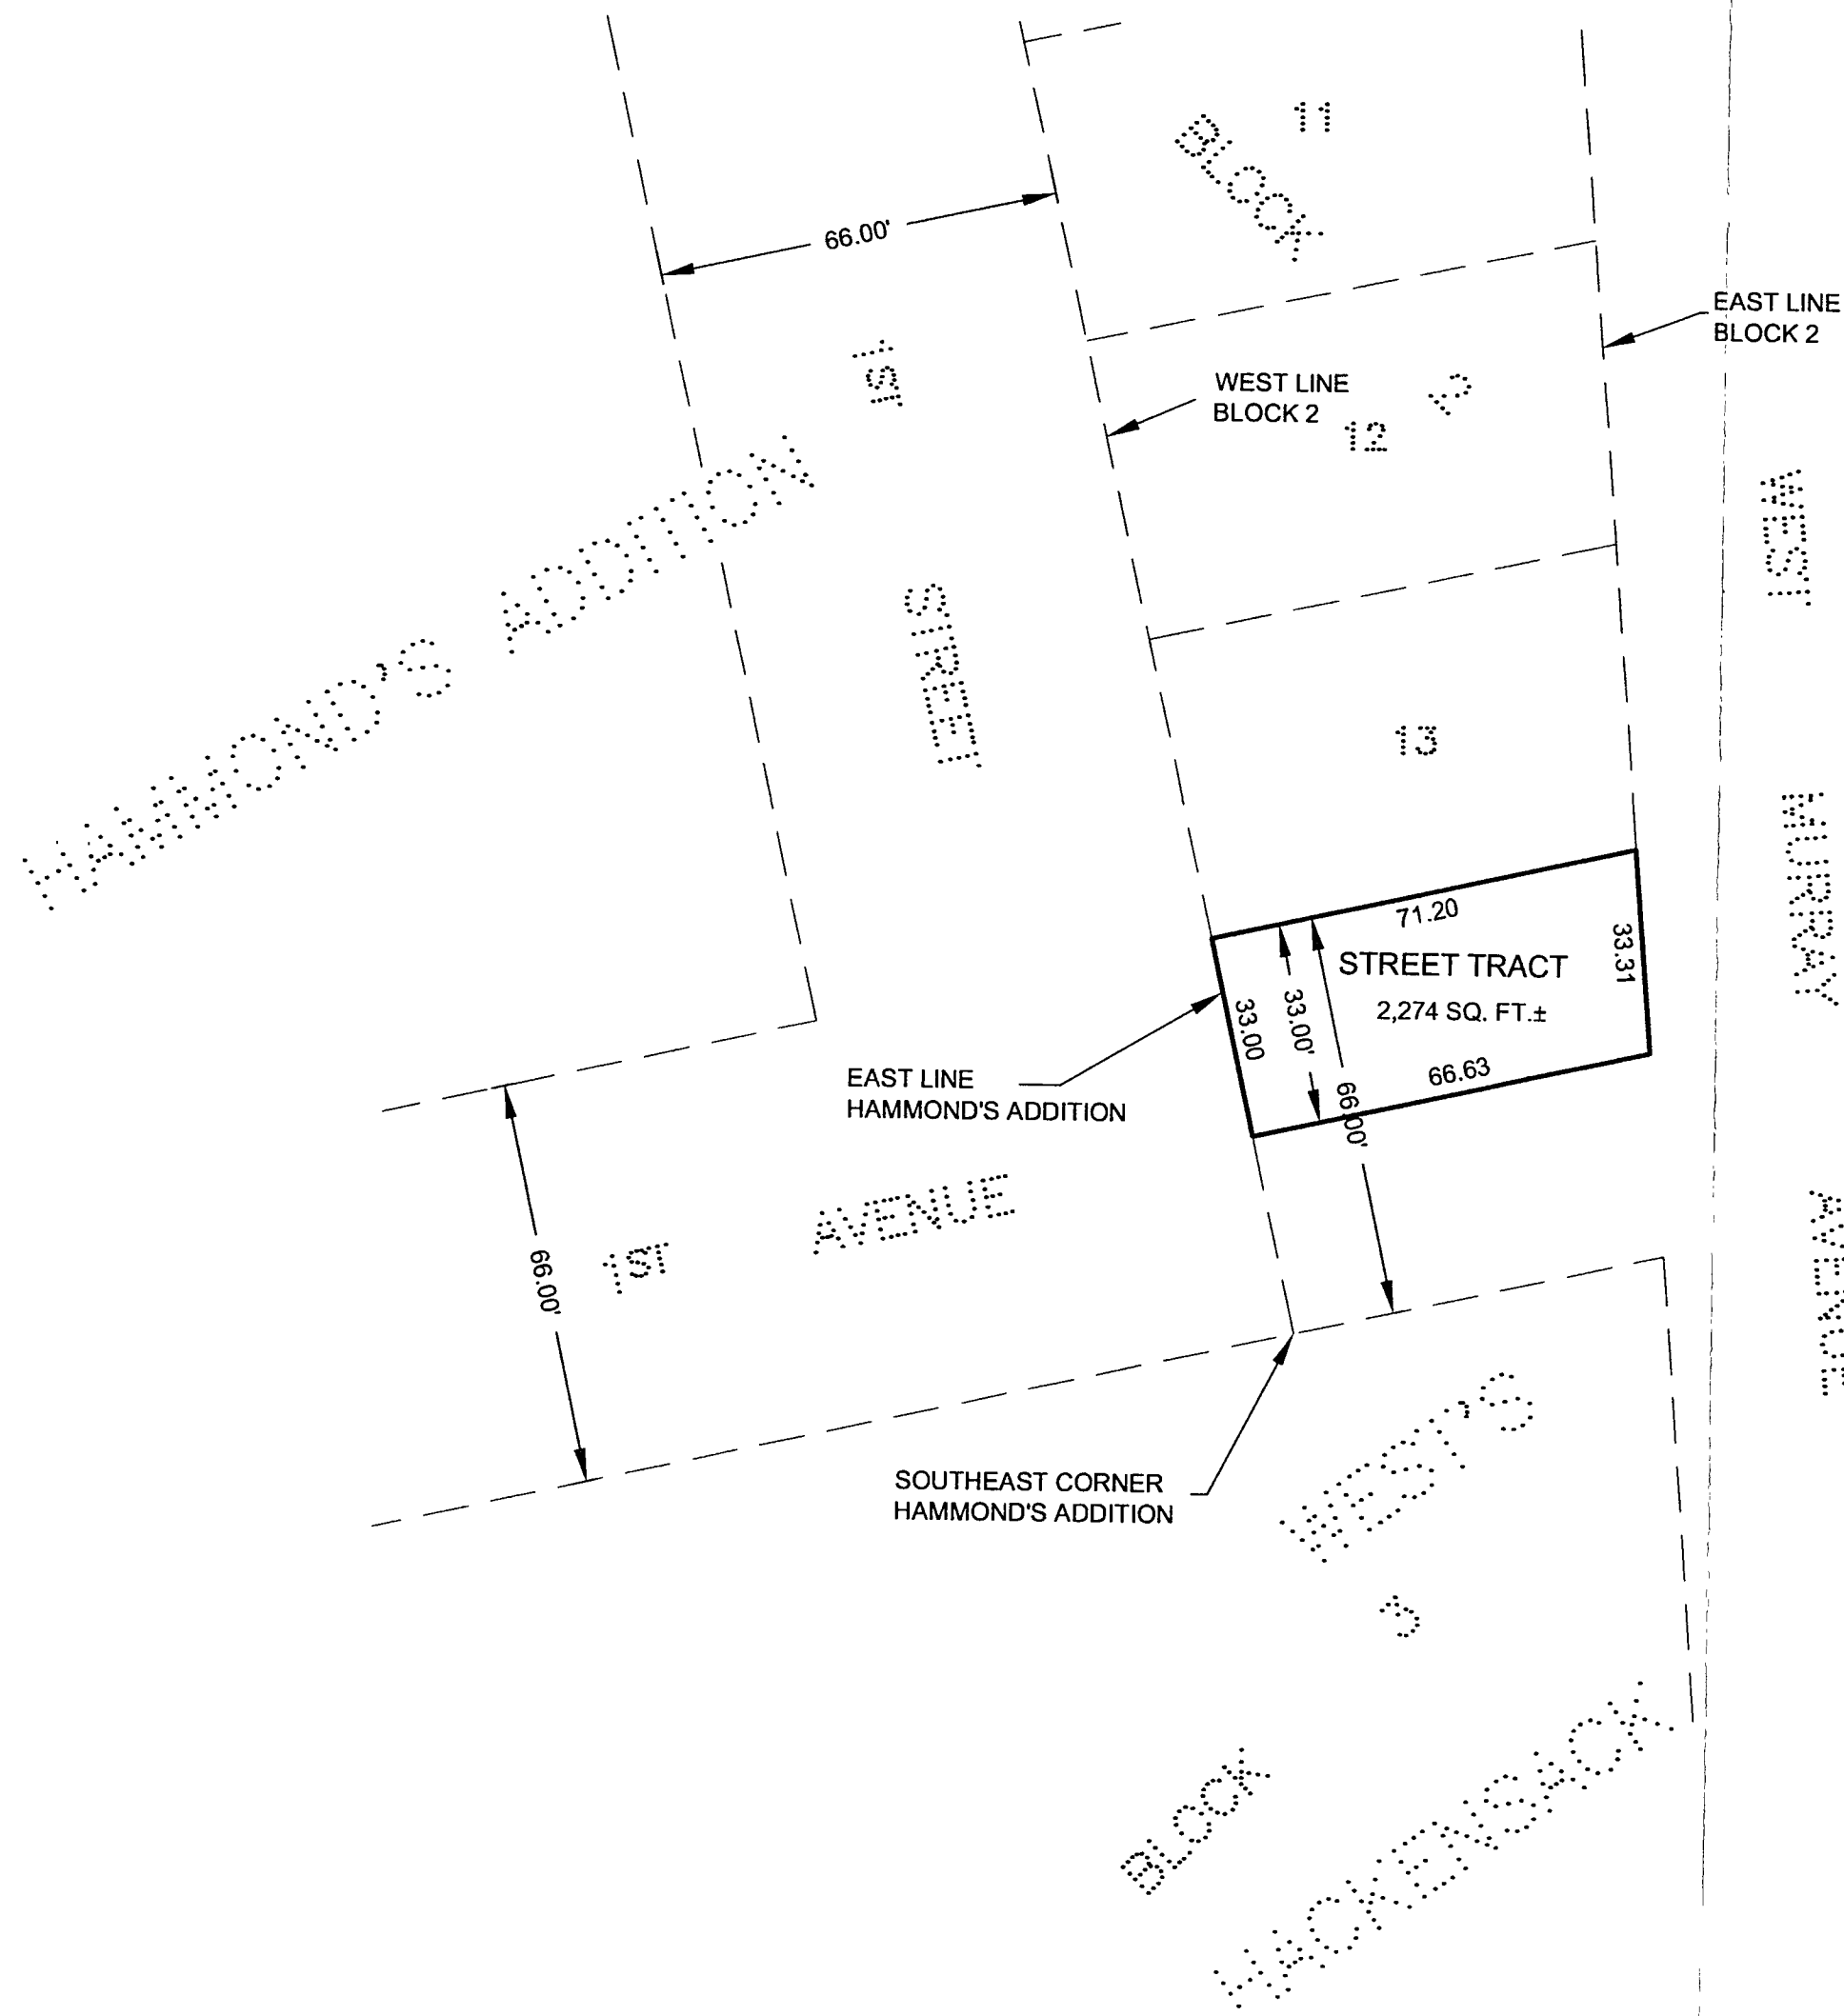 11
BLOCK
66.00'
EAST LINE
BLOCK 2
1ST
WEST LINE
BLOCK 2
2
12
HAMMOND'S ADDITION
WEST
STREET
13
MURRAY
71.20
33.31
STREET TRACT
2,274 SQ. FT.±
33.00
33.00'
66.00'
66.63
EAST LINE
HAMMOND'S ADDITION
1ST AVENUE
66.00'
AVENUE
SOUTHEAST CORNER
HAMMOND'S ADDITION
WEST'S
3
BLOCK
HACKENSACK